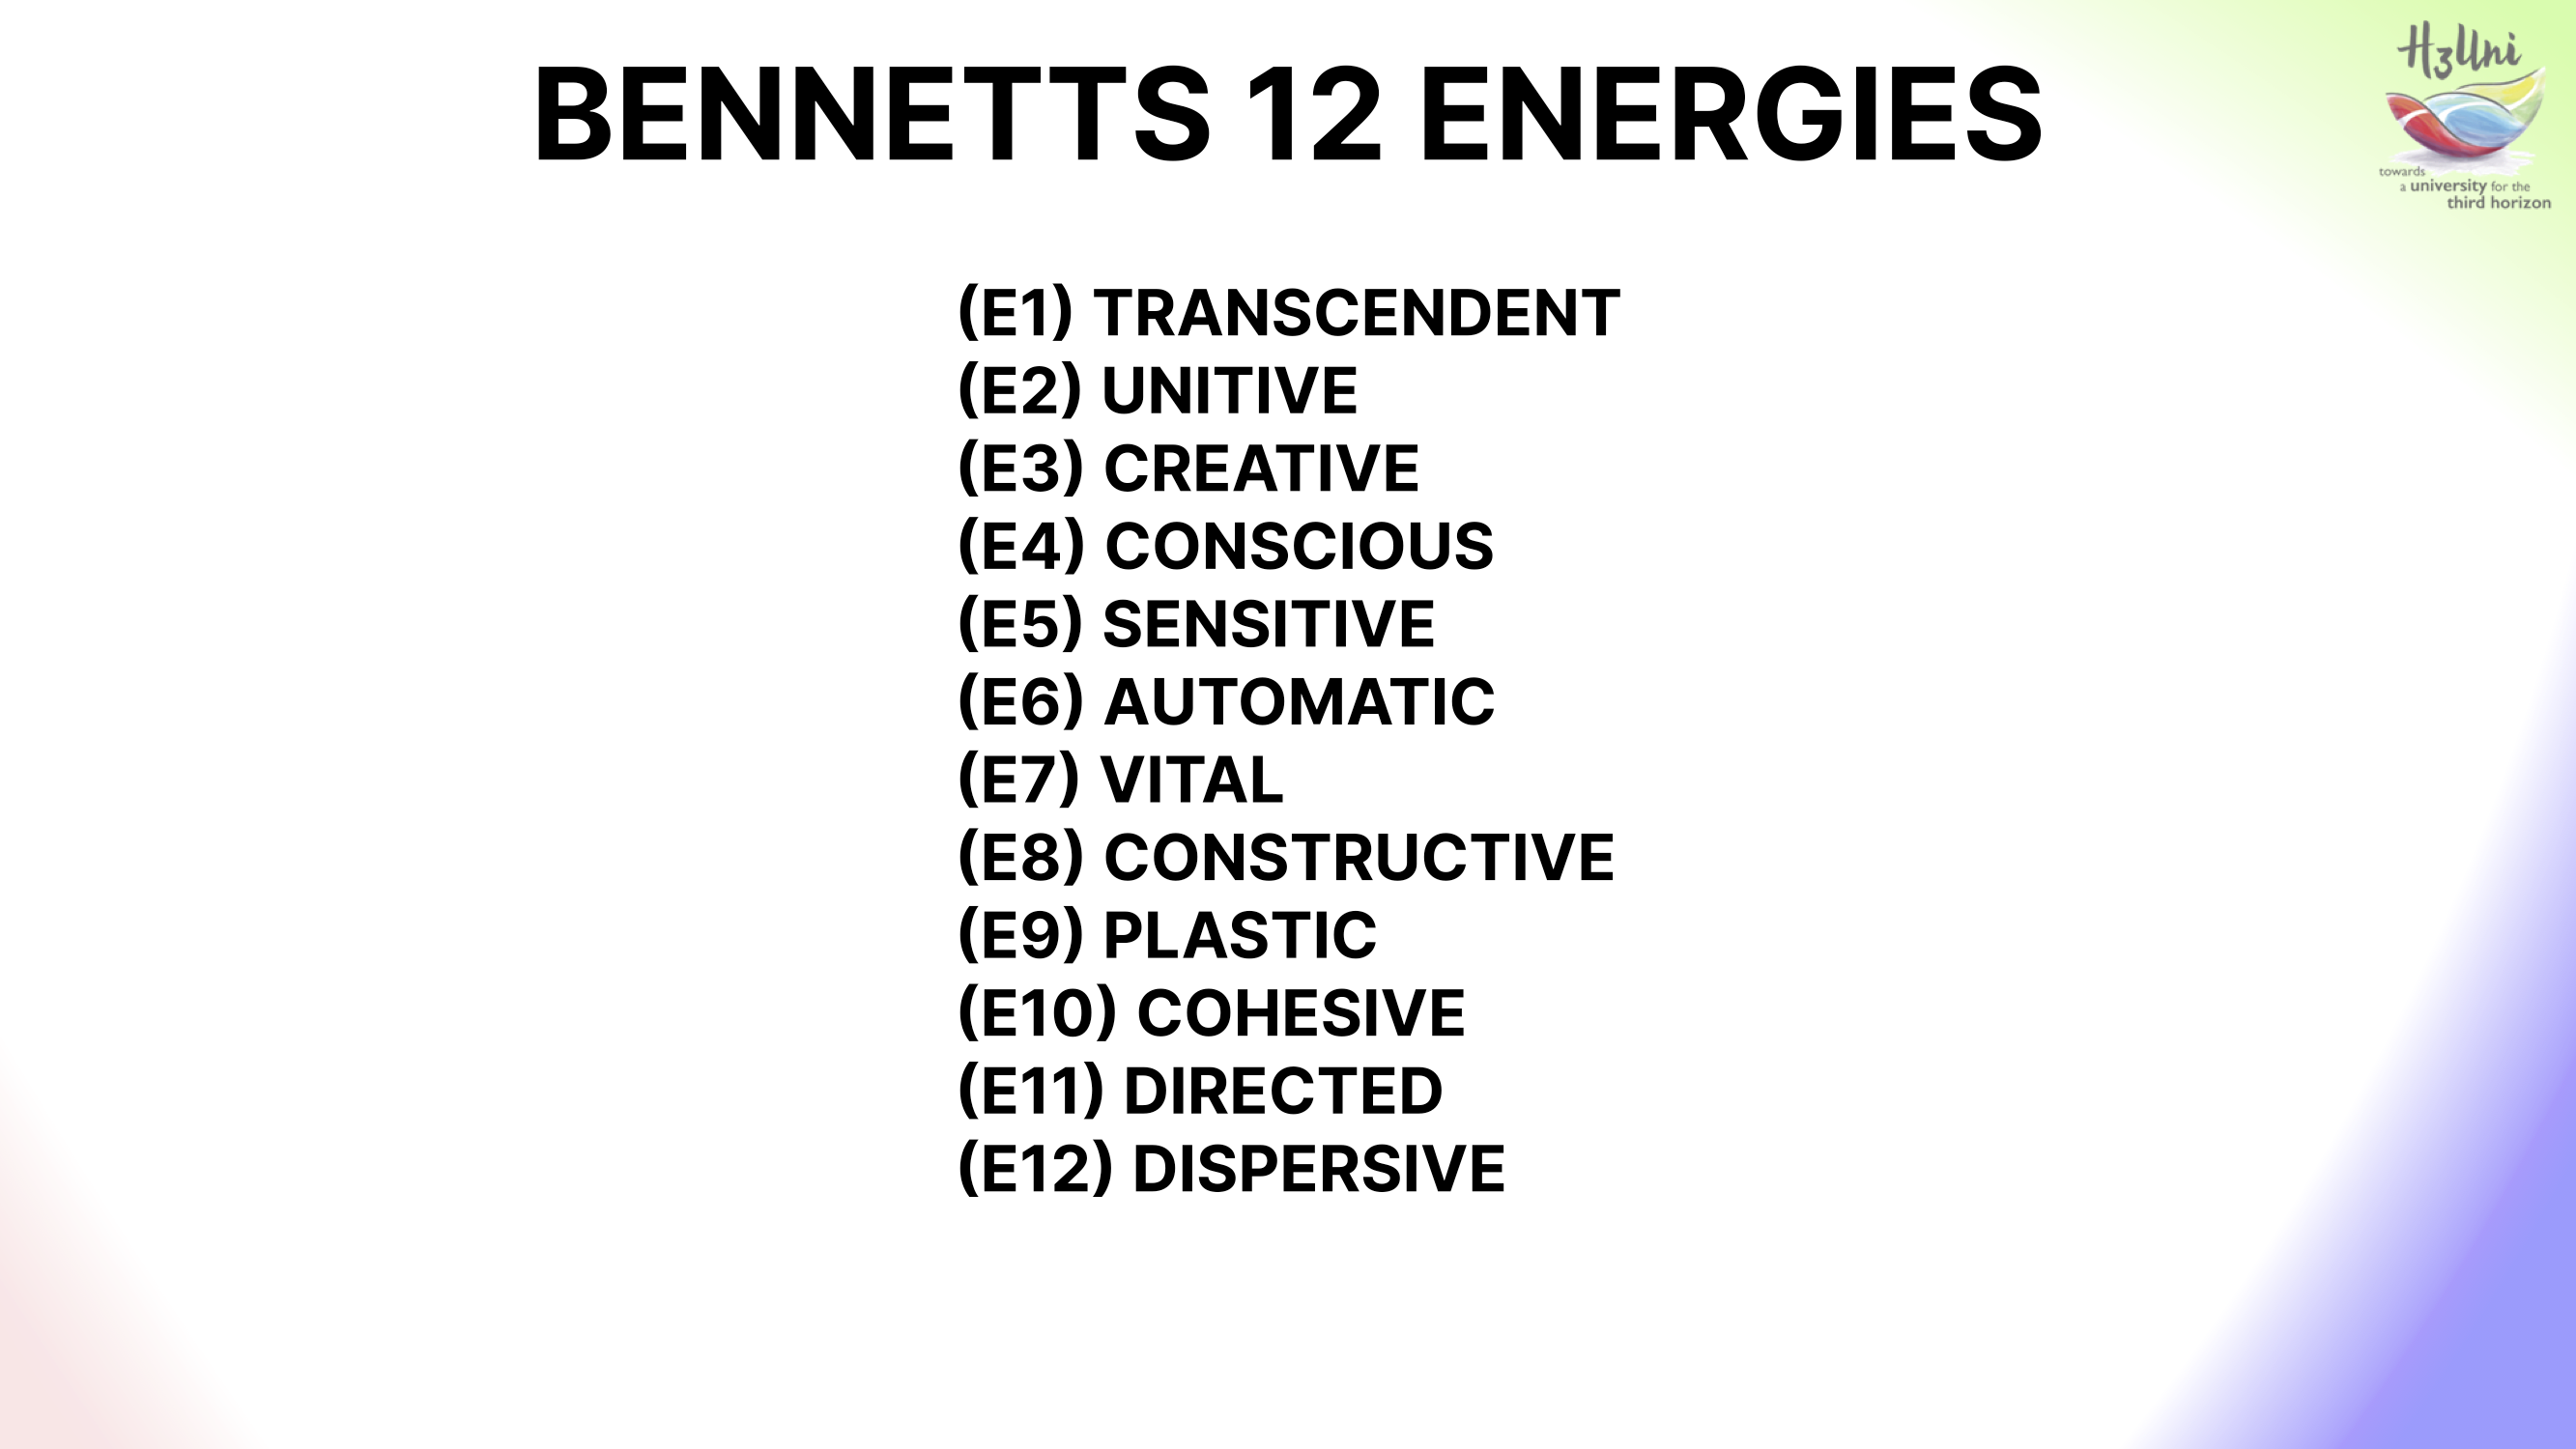 BENNETTS 12 ENERGIES
H3Uni
towards
a university for the
third horizon
(E1) TRANSCENDENT
(E2) UNITIVE
(E3) CREATIVE
(E4) CONSCIOUS
(E5) SENSITIVE
(E6) AUTOMATIC
(E7) VITAL
(E8) CONSTRUCTIVE
(E9) PLASTIC
(E10) COHESIVE
(E11) DIRECTED
(E12) DISPERSIVE